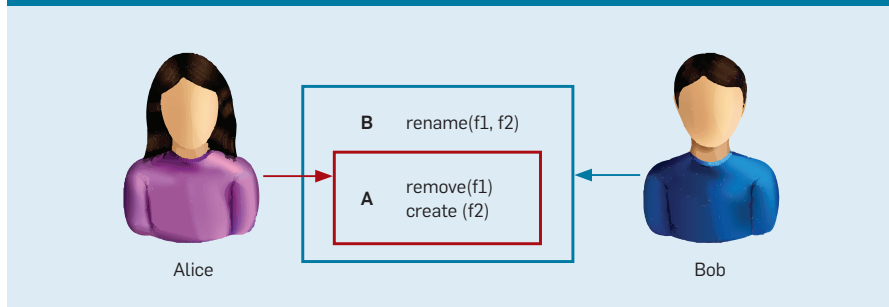 B rename(f1, f2)
A remove(f1)
create (f2)
Alice
Bob